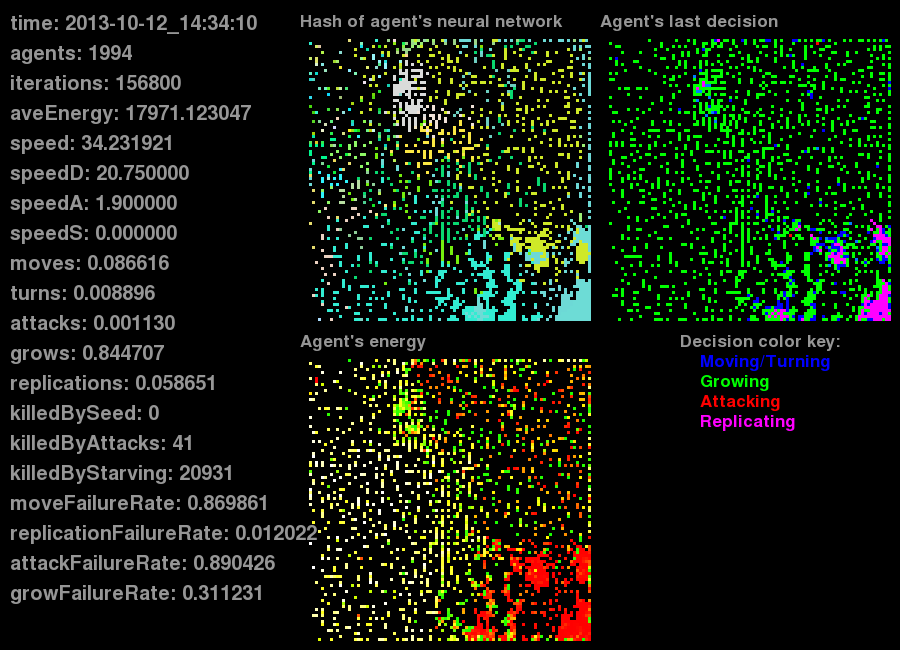 time: 2013-10-12_14:34:10
agents: 1994
iterations: 156800
aveEnergy: 17971.123047
speed: 34.231921
speedD: 20.750000
speedA: 1.900000
speedS: 0.000000
moves: 0.086616
turns: 0.008896
attacks: 0.001130
grows: 0.844707
replications: 0.058651
killedBySeed: 0
killedByAttacks: 41
killedByStarving: 20931
moveFailureRate: 0.869861
replicationFailureRate: 0.012022
attackFailureRate: 0.890426
growFailureRate: 0.311231
Hash of agent's neural network
Agent's last decision
Agent's energy
Decision color key:
Moving/Turning
Growing
Attacking
Replicating